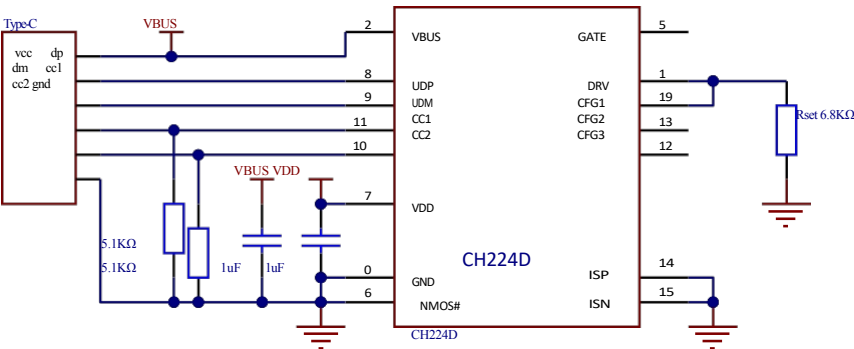 Type-C
VBUS
vcc dp
dm cc1
cc2 gnd
2
8
9
11
10
7
0
6
VBUS
UDP
UDM
CC1
CC2
VDD
GND
NMOS#
GATE
DRV
CFG1
CFG2
CFG3
ISP
ISN
CH224D
5
1
19
13
12
14
15
Rset 6.8KΩ
VBUS VDD
5.1KΩ
5.1KΩ
1uF
1uF
CH224D